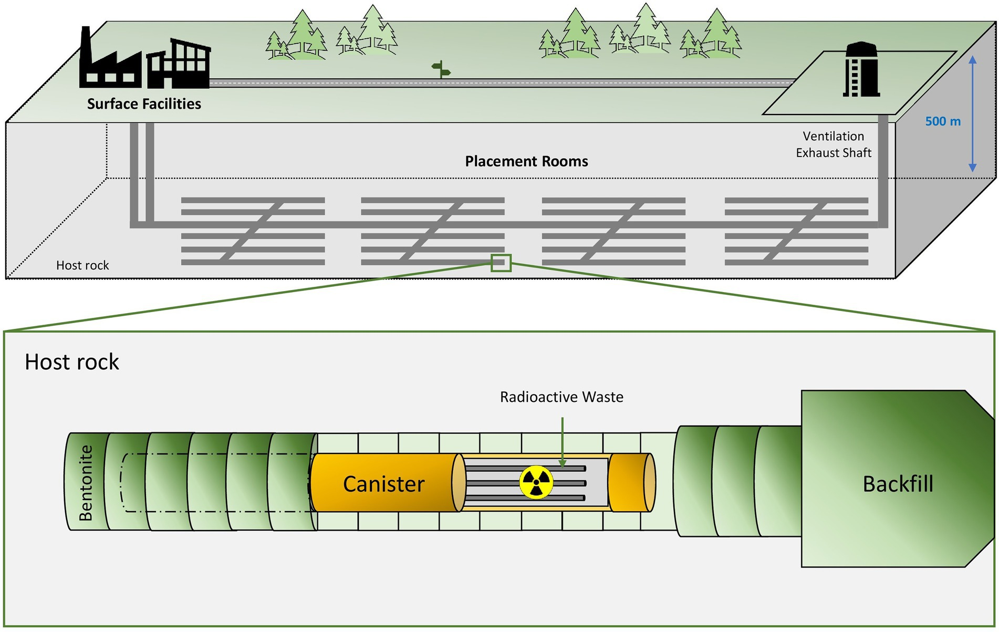 Surface Facilities
500 m
Ventilation
Exhaust Shaft
Placement Rooms
Host rock
Host rock
Radioactive Waste
Bentonite
Canister
Backfill